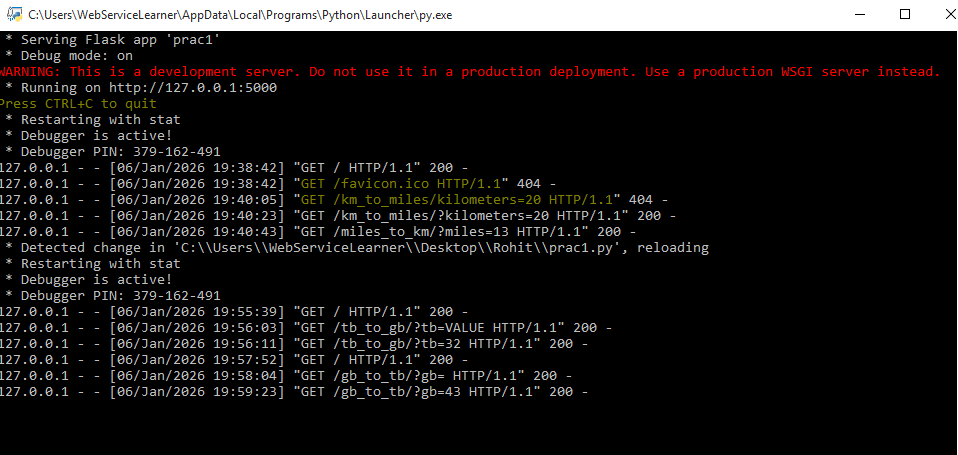 C:\Users\WebServiceLearner\AppData\Local\Programs\Python\Launcher\py.exe
* Serving Flask app 'prac1'
* Debug mode: on
WARNING: This is a development server. Do not use it in a production deployment. Use a production WSGI server instead.
* Running on http://127.0.0.1:5000
Press CTRL+C to quit
* Restarting with stat
* Debugger is active!
* Debugger PIN: 379-162-491
127.0.0.1 - - [06/Jan/2026 19:38:42] "GET / HTTP/1.1" 200 -
127.0.0.1 - - [06/Jan/2026 19:38:42] "GET /favicon.ico HTTP/1.1" 404 -
127.0.0.1 - - [06/Jan/2026 19:40:05] "GET /km_to_miles/kilometers=20 HTTP/1.1" 404 -
127.0.0.1 - - [06/Jan/2026 19:40:23] "GET /km_to_miles/?kilometers=20 HTTP/1.1" 200 -
127.0.0.1 - - [06/Jan/2026 19:40:43] "GET /miles_to_km/?miles=13 HTTP/1.1" 200 -
* Detected change in 'C:\\Users\\WebServiceLearner\\Desktop\\Rohit\\prac1.py', reloading
* Restarting with stat
* Debugger is active!
* Debugger PIN: 379-162-491
127.0.0.1 - - [06/Jan/2026 19:55:39] "GET / HTTP/1.1" 200 -
127.0.0.1 - - [06/Jan/2026 19:56:03] "GET /tb_to_gb/?tb=VALUE HTTP/1.1" 200 -
127.0.0.1 - - [06/Jan/2026 19:56:11] "GET /tb_to_gb/?tb=32 HTTP/1.1" 200 -
127.0.0.1 - - [06/Jan/2026 19:57:52] "GET / HTTP/1.1" 200 -
127.0.0.1 - - [06/Jan/2026 19:58:04] "GET /gb_to_tb/?gb= HTTP/1.1" 200 -
127.0.0.1 - - [06/Jan/2026 19:59:23] "GET /gb_to_tb/?gb=43 HTTP/1.1" 200 -